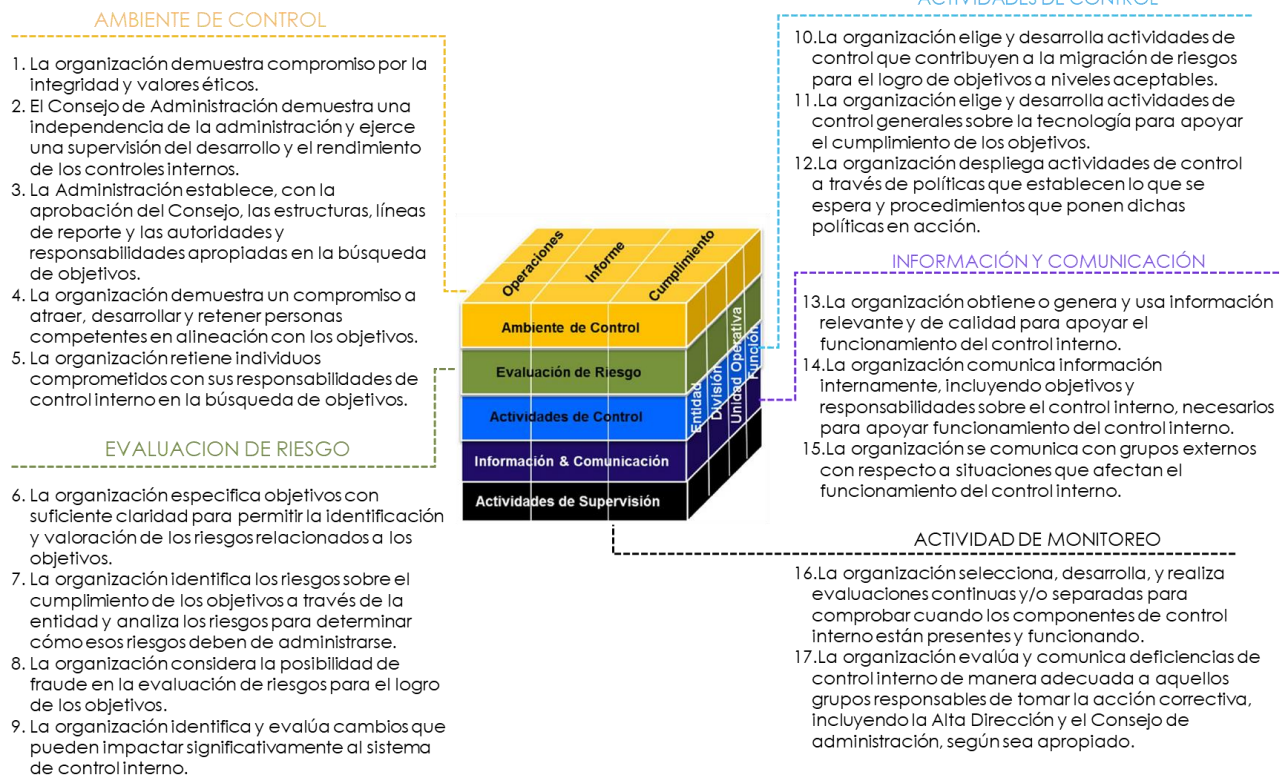 AMBIENTE DE CONTROL
1. La organización demuestra compromiso por la
integridad y valores éticos.
2. El Consejo de Administración demuestra una
independencia de la administración y ejerce
una supervisión del desarrollo y el rendimiento
de los controles internos.
3. La Administración establece, con la
aprobación del Consejo, las estructuras, líneas
de reporte y las autoridades y
responsabilidades apropiadas en la búsqueda
de objetivos.
4. La organización demuestra un compromiso a
atraer, desarrollar y retener personas
competentes en alineación con los objetivos.
5. La organización retiene individuos
comprometidos con sus responsabilidades de
control interno en la búsqueda de objetivos.
EVALUACION DE RIESGO
6. La organización especifica objetivos con
suficiente claridad para permitir la identificación
y valoración de los riesgos relacionados a los
objetivos.
7. La organización identifica los riesgos sobre el
cumplimiento de los objetivos a través de la
entidad y analiza los riesgos para determinar
cómo esos riesgos deben de administrarse.
8. La organización considera la posibilidad de
fraude en la evaluación de riesgos para el logro
de los objetivos.
9. La organización identifica y evalúa cambios que
pueden impactar significativamente al sistema
de control interno.
Operaciones
Informe
Cumplimiento
Ambiente de Control
Evaluación de Riesgo
Actividades de Control
Información & Comunicación
Actividades de Supervisión
Entidad
División
Unidad Operativa
Función
ACTIVIDADES DE CONTROL
10.La organización elige y desarrolla actividades de
control que contribuyen a la migración de riesgos
para el logro de objetivos a niveles aceptables.
11.La organización elige y desarrolla actividades de
control generales sobre la tecnología para apoyar
el cumplimiento de los objetivos.
12.La organización despliega actividades de control
a través de políticas que establecen lo que se
espera y procedimientos que ponen dichas
políticas en acción.
INFORMACIÓN Y COMUNICACIÓN
13.La organización obtiene o genera y usa información
relevante y de calidad para apoyar el
funcionamiento del control interno.
14.La organización comunica información
internamente, incluyendo objetivos y
responsabilidades sobre el control interno, necesarios
para apoyar funcionamiento del control interno.
15.La organización se comunica con grupos externos
con respecto a situaciones que afectan el
funcionamiento del control interno.
ACTIVIDAD DE MONITOREO
16.La organización selecciona, desarrolla, y realiza
evaluaciones continuas y/o separadas para
comprobar cuando los componentes de control
interno están presentes y funcionando.
17.La organización evalúa y comunica deficiencias de
control interno de manera adecuada a aquellos
grupos responsables de tomar la acción correctiva,
incluyendo la Alta Dirección y el Consejo de
administración, según sea apropiado.